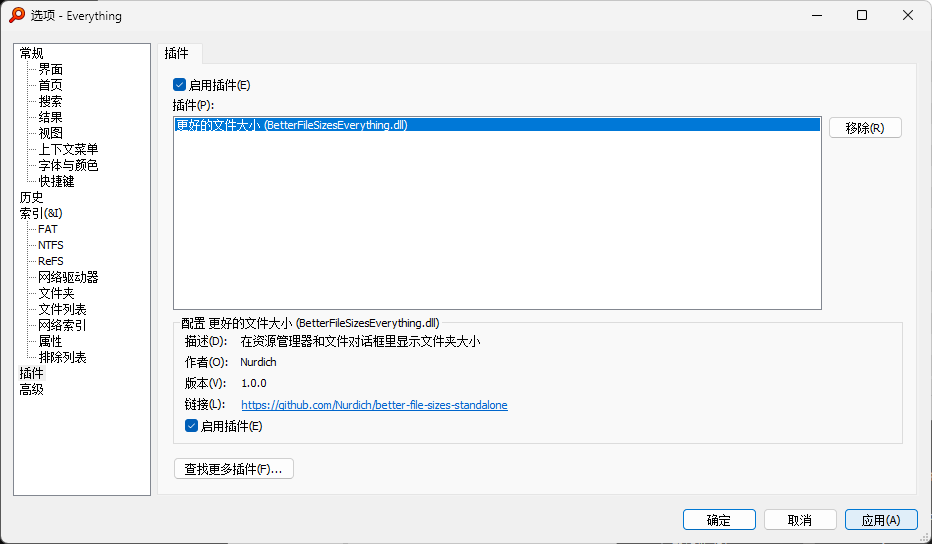 选项 - Everything
常规
界面
首页
搜索
结果
视图
上下文菜单
字体与颜色
快捷键
历史
索引(&I)
FAT
NTFS
ReFS
网络驱动器
文件夹
文件列表
网络索引
属性
排除列表
插件
高级
插件
启用插件(E)
插件(P):
更好的文件大小 (BetterFileSizesEverything.dll)
移除(R)
配置 更好的文件大小 (BetterFileSizesEverything.dll)
描述(D): 在资源管理器和文件对话框里显示文件夹大小
作者(O): Nurdich
版本(V): 1.0.0
链接(L): https://github.com/Nurdich/better-file-sizes-standalone
启用插件(E)
查找更多插件(F)...
确定 取消 应用(A)